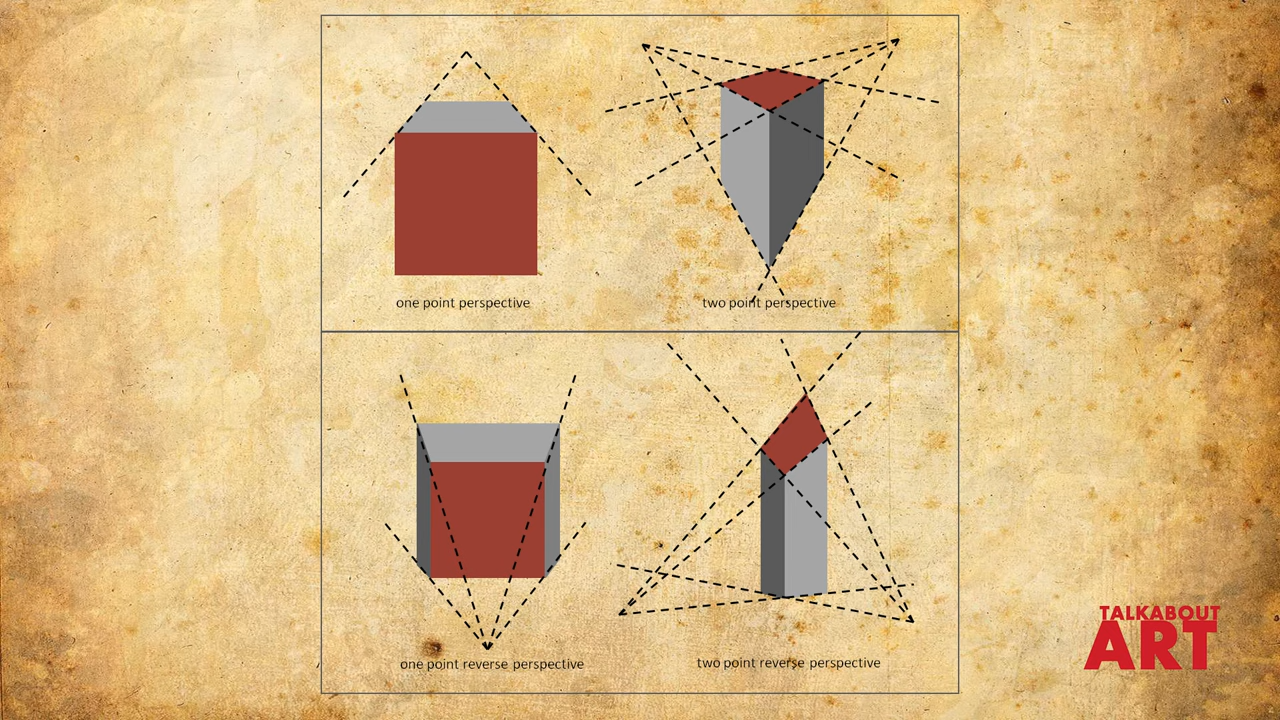 one point perspective
two point perspective
one point reverse perspective
two point reverse perspective
TALKABOUT
ART